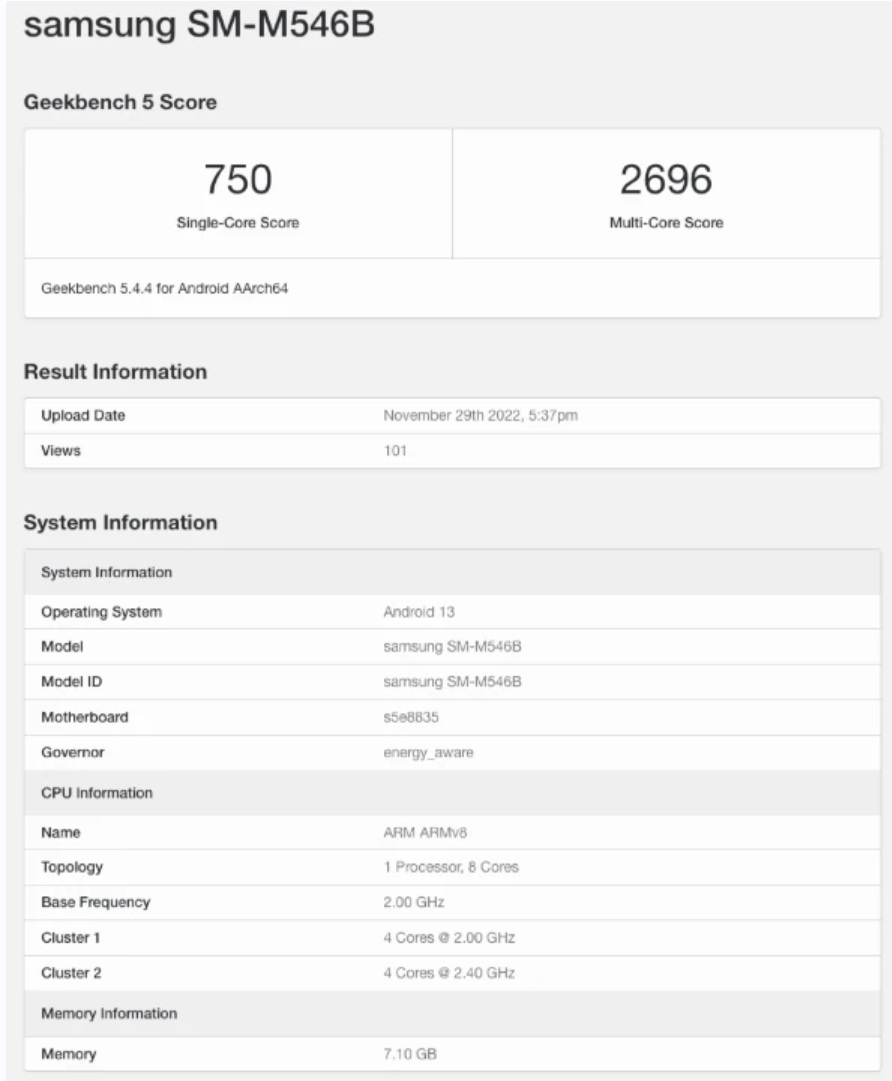 samsung SM-M546B
Geekbench 5 Score
750 2696
Single-Core Score Multi-Core Score
Geekbench 5.4.4 for Android AArch64
Result Information
Upload Date November 29th 2022, 5:37pm
Views 101
System Information
System Information
Operating System Android 13
Model samsung SM-M546B
Model ID samsung SM-M546B
Motherboard s5e8835
Governor energy_aware
CPU Information
Name ARM ARMv8
Topology 1 Processor, 8 Cores
Base Frequency 2.00 GHz
Cluster 1 4 Cores @ 2.00 GHz
Cluster 2 4 Cores @ 2.40 GHz
Memory Information
Memory 7.10 GB